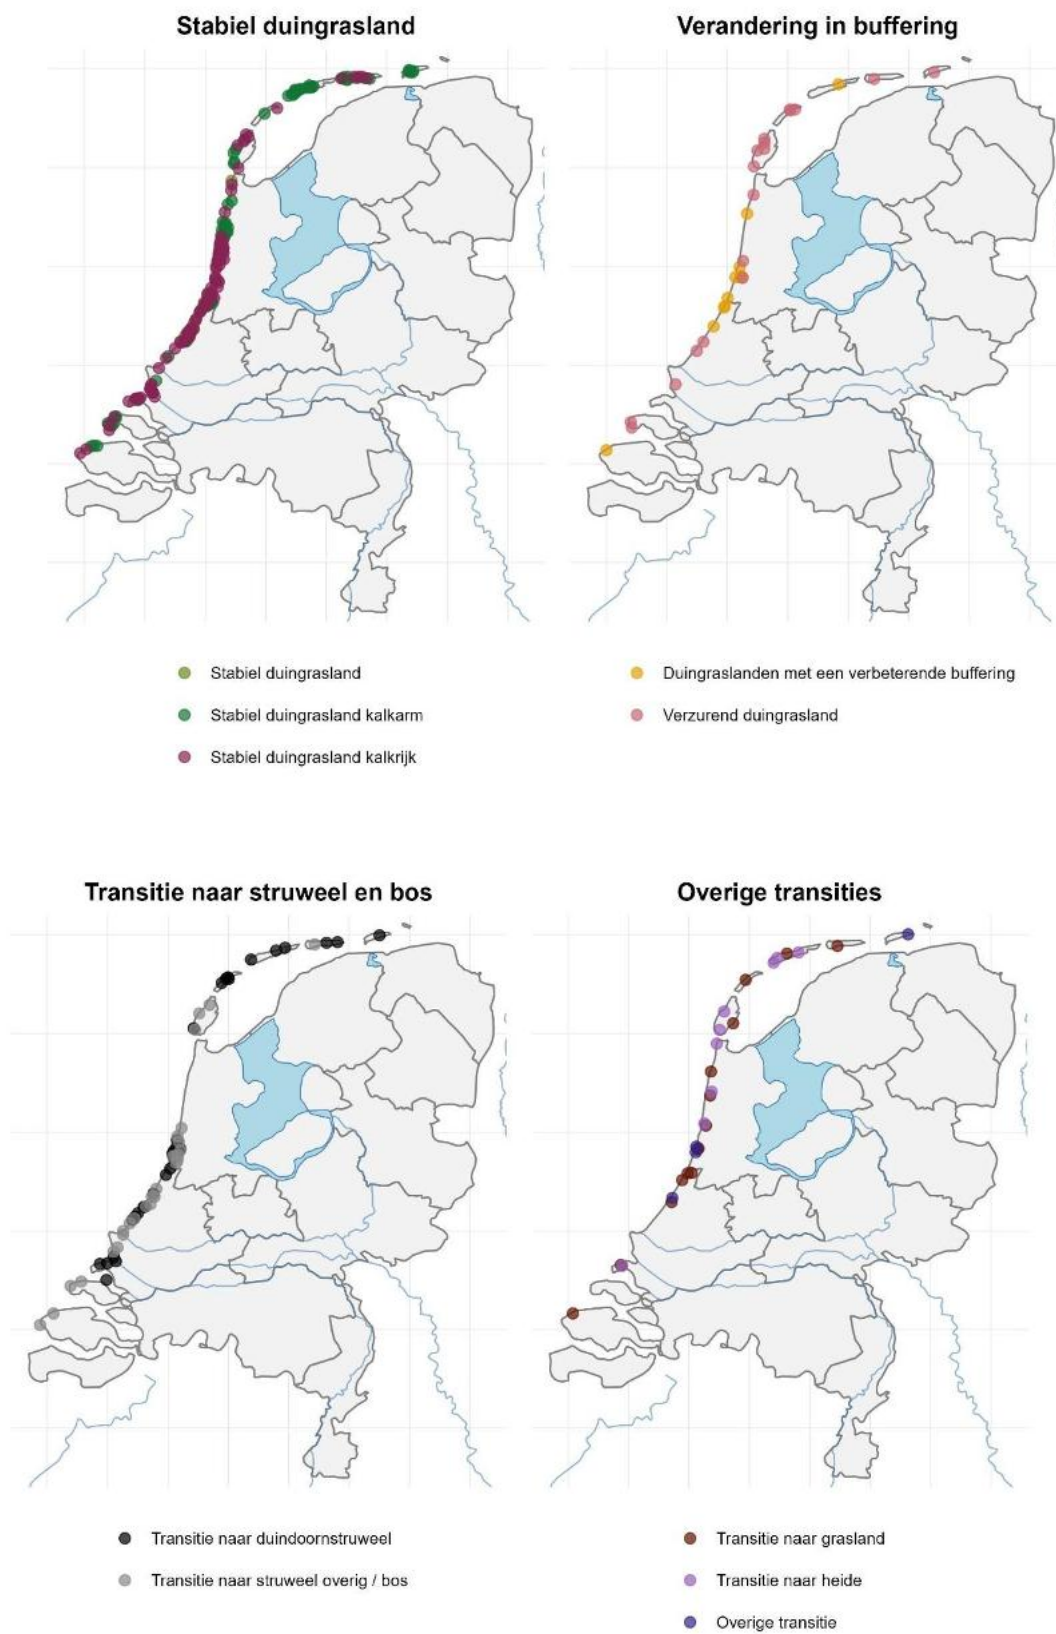 Stabiel duingrasland
Verandering in buffering
Stabiel duingrasland
Stabiel duingrasland kalkarm
Stabiel duingrasland kalkrijk
Duingraslanden met een verbeterende buffering
Verzurend duingrasland
Transitie naar struweel en bos
Overige transities
Transitie naar duindoornstruweel
Transitie naar struweel overig / bos
Transitie naar grasland
Transitie naar heide
Overige transitie